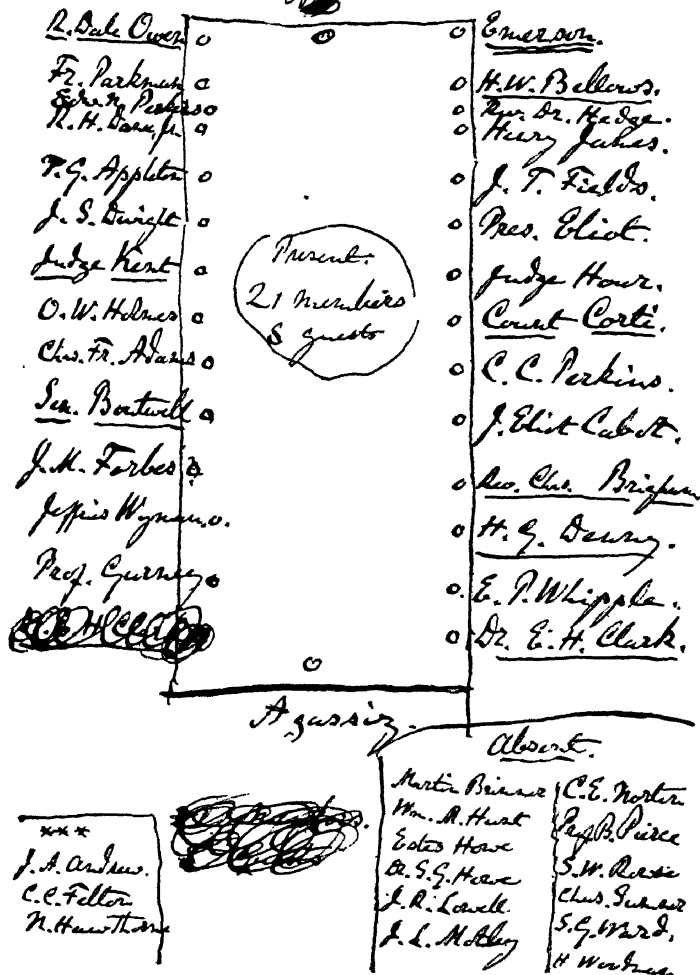 R. Dale Owen
Fr. Parkman
Edw. N. Perkins
R. H. Dana, Jr.
T. G. Appleton
J. S. Dwight
Judge Kent
O. W. Holmes
Chs. Fr. Adams
Sen. Boutwell
J. M. Forbes
Jeffries Wyman
Prof. Gurney
Present.
21 members
8 guests
Emerson.
H. W. Bellows.
Rev Dr. Hedge.
Henry James.
J. T. Fields.
Pres. Eliot.
Judge Hoar.
Count Corti.
C. C. Perkins.
J. Eliot Cabot.
Rev. Chs. Brigham
H. G. Denny.
E. P. Whipple.
Dr. E. H. Clark.
Agassiz.
Absent.
Martin Brimmer
Wm. R. Hunt
Estes Howe
Dr. S. G. Howe
J. R. Lowell.
J. L. Motley
C. E. Norton
Prof B. Peirce
S. W. Rowse
Chas. Sumner
S. G. Ward.
***
J. A. Andrew.
C. C. Felton
N. Hawthorne